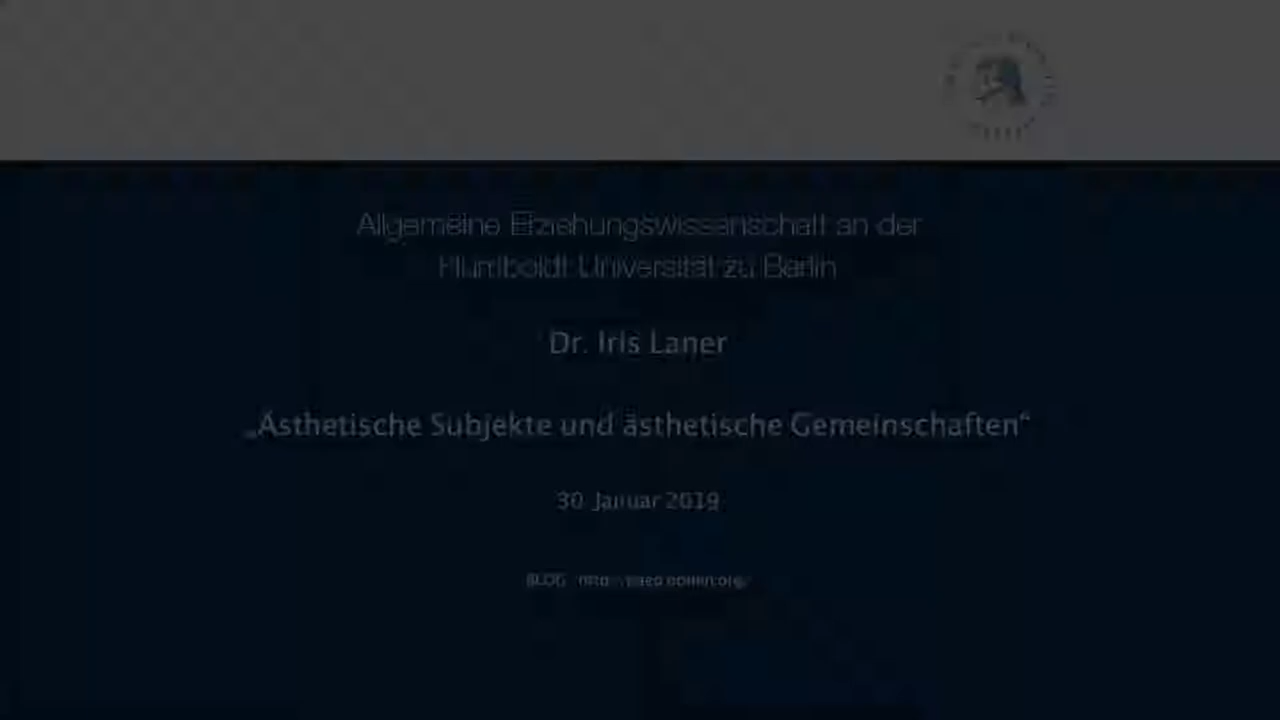 Allgemeine Erziehungswissenschaft an der
Humboldt Universität zu Berlin
Dr. Iris Laner
„Ästhetische Subjekte und ästhetische Gemeinschaften“
30. Januar 2019
BLOG